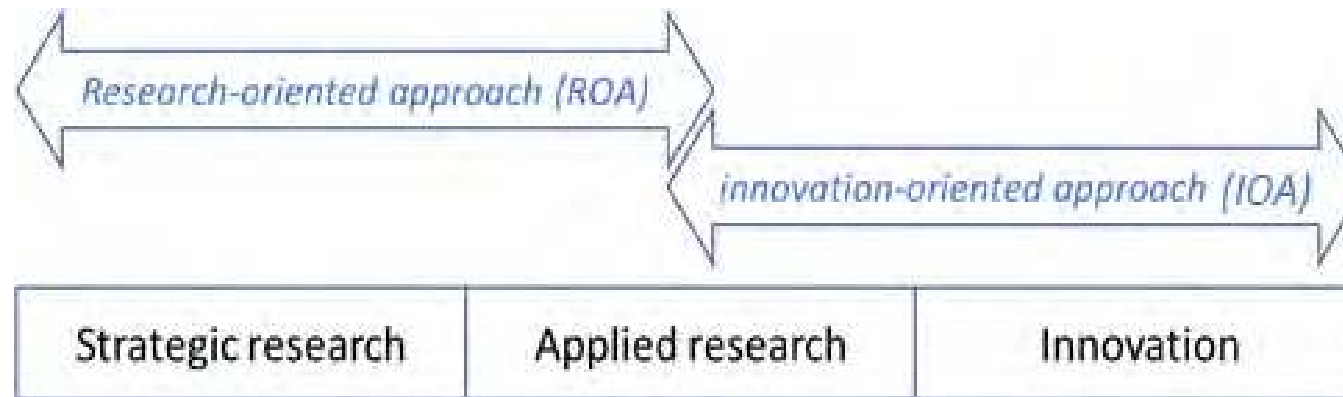 Research-oriented approach (ROA)
innovation-oriented approach (IOA)
Strategic research
Applied research
Innovation